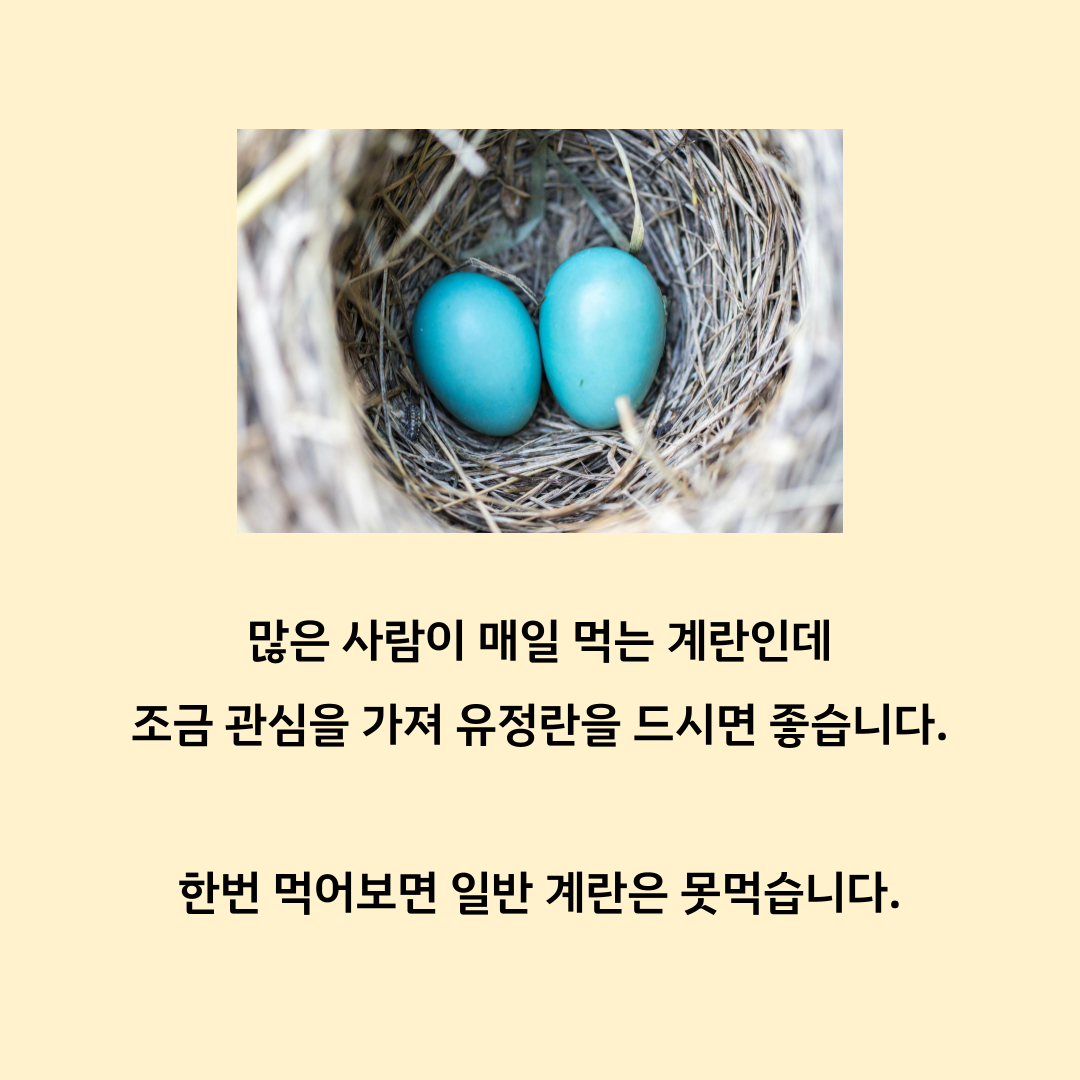 많은 사람이 매일 먹는 계란인데
조금 관심을 가져 유정란을 드시면 좋습니다.
한번 먹어보면 일반 계란은 못먹습니다.